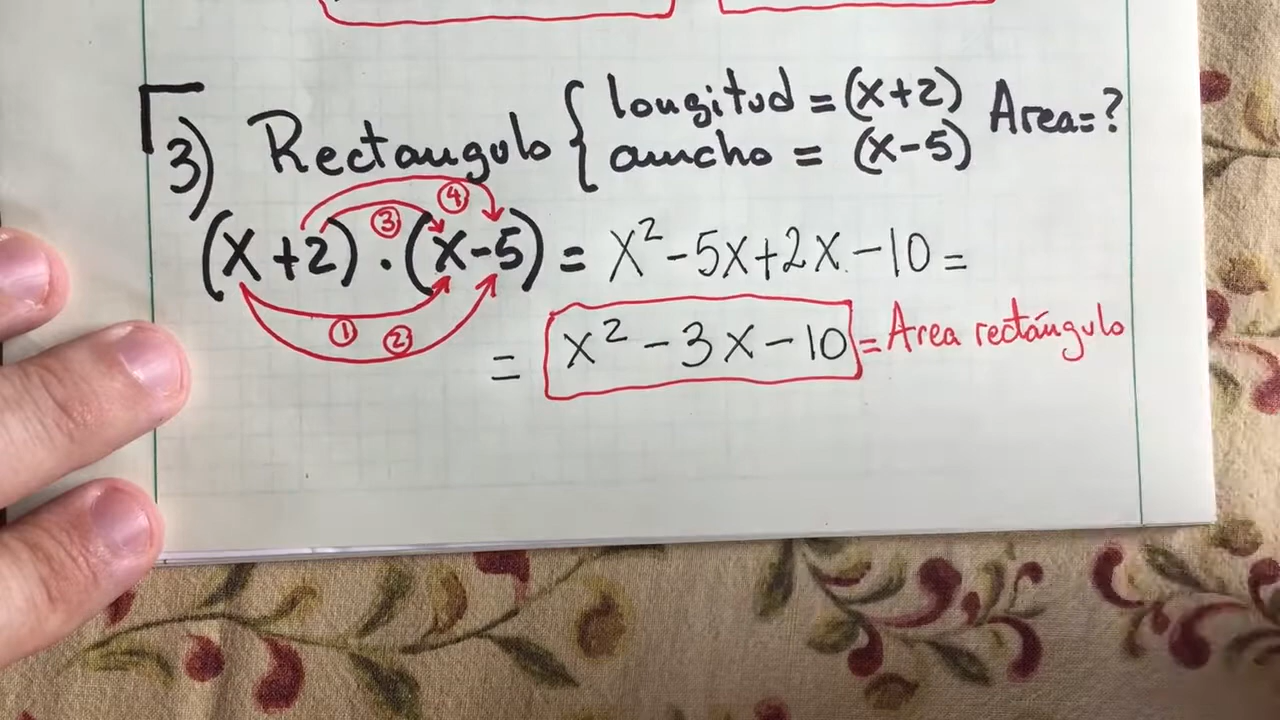 3) Rectangulo { longitud = (x+2) Area=?
ancho = (x-5)
④
③
(x+2)·(x-5) = x²-5x+2x-10=
① ②
= x²-3x-10 = Area rectángulo